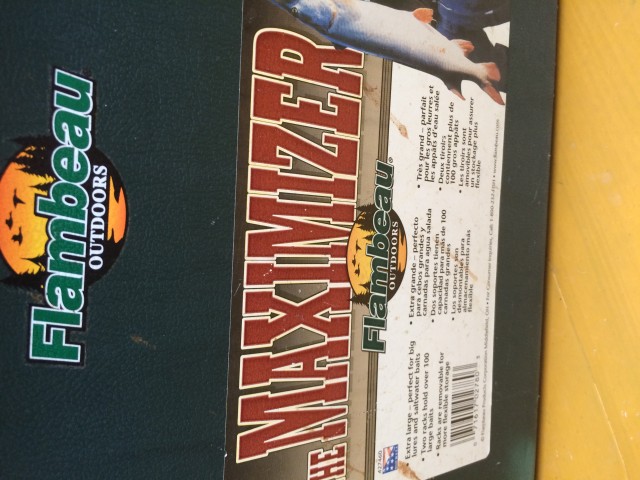 Flambeau
OUTDOORS
THE MAXIMIZER
Flambeau®
OUTDOORS
• Extra large – perfect for big
lures and saltwater baits
• Two racks hold over 100
large baits
• Racks are removable for
more flexible storage
• Extra grande – perfecto
para cebos grandes y
carnadas para agua salada
• Dos soportes tienen
capacidad para más de 100
carnadas grandes
• Los soportes son
desmontables para
almacenamiento más
flexible
• Très grand – parfait
pour les gros leurres et
les appâts d'eau salée
• Deux tiroirs
contiennent plus de
100 gros appâts
• Les tiroirs sont
amovibles pour assurer
un stockage plus
flexible